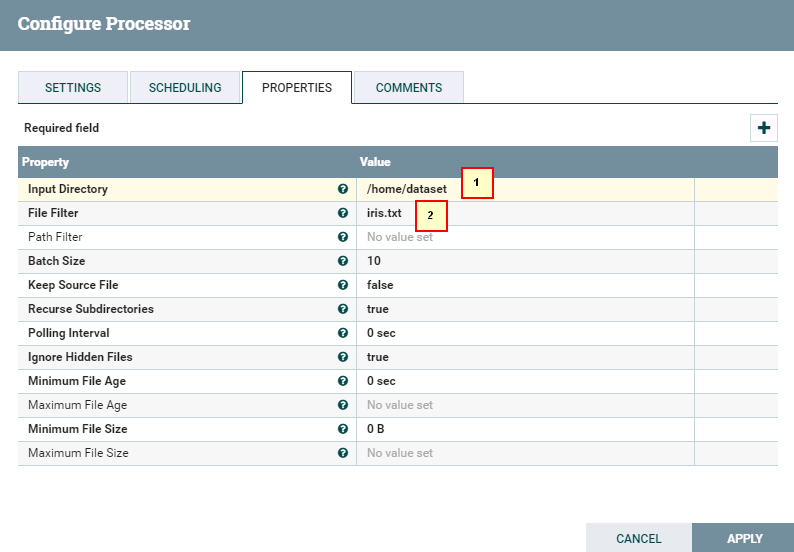 Configure Processor
SETTINGS SCHEDULING PROPERTIES COMMENTS
Required field
Property Value
Input Directory /home/dataset 1
File Filter iris.txt 2
Path Filter No value set
Batch Size 10
Keep Source File false
Recurse Subdirectories true
Polling Interval 0 sec
Ignore Hidden Files true
Minimum File Age 0 sec
Maximum File Age No value set
Minimum File Size 0 B
Maximum File Size No value set
CANCEL APPLY